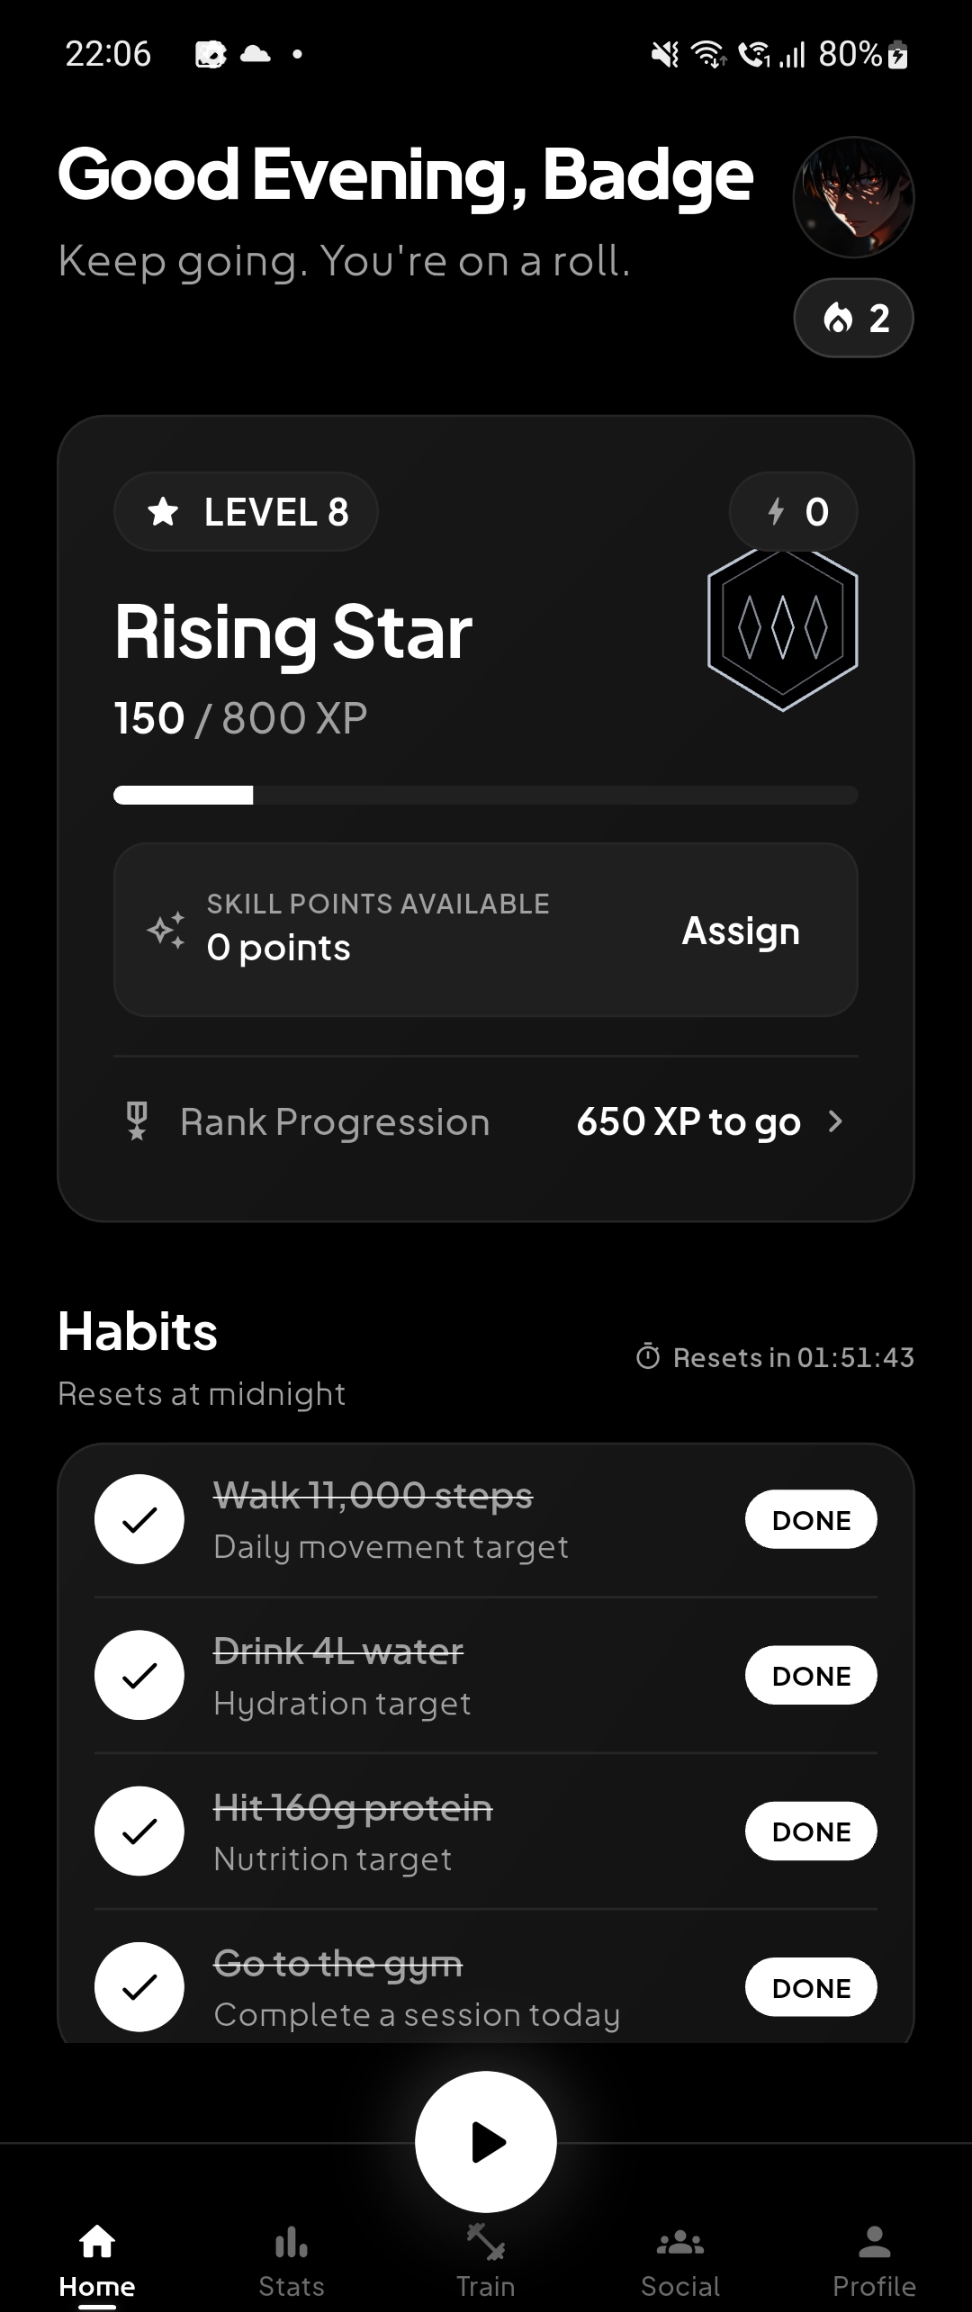 22:06
80%
Good Evening, Badge
Keep going. You're on a roll.
2
LEVEL 8
0
Rising Star
150 / 800 XP
SKILL POINTS AVAILABLE
0 points
Assign
Rank Progression
650 XP to go
Habits
Resets in 01:51:43
Resets at midnight
Walk 11,000 steps
Daily movement target
DONE
Drink 4L water
Hydration target
DONE
Hit 160g protein
Nutrition target
DONE
Go to the gym
Complete a session today
DONE
Home
Stats
Train
Social
Profile